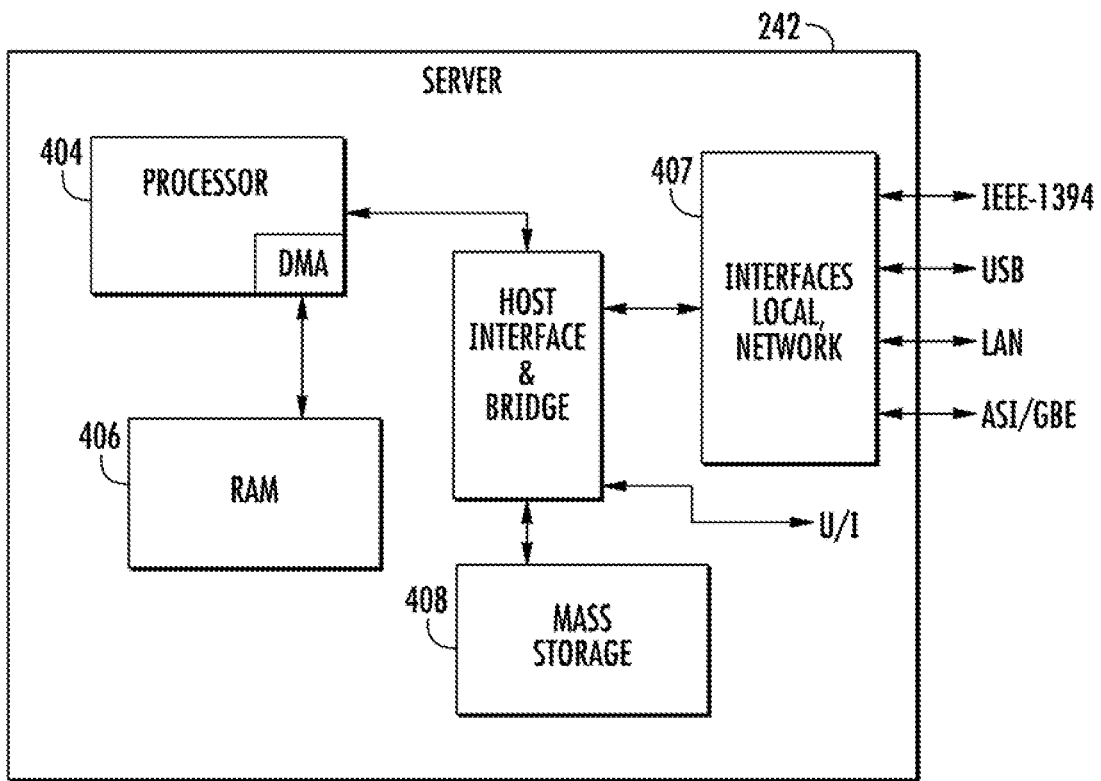 242
SERVER
404
PROCESSOR
DMA
407
INTERFACES
LOCAL,
NETWORK
IEEE-1394
USB
LAN
ASI/GBE
HOST
INTERFACE
&
BRIDGE
406
RAM
U/I
408
MASS
STORAGE